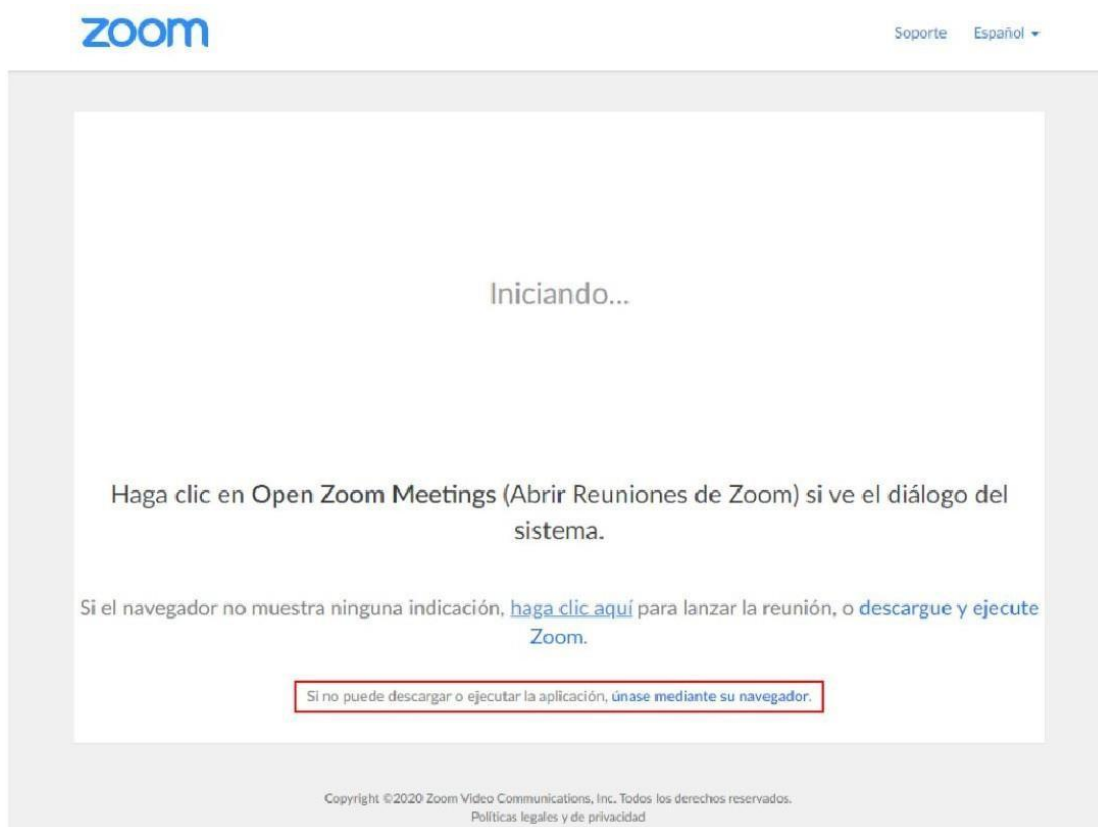 zoom
Soporte Español
Iniciando...
Haga clic en Open Zoom Meetings (Abrir Reuniones de Zoom) si ve el diálogo del
sistema.
Si el navegador no muestra ninguna indicación, haga clic aquí para lanzar la reunión, o descargue y ejecute
Zoom.
Si no puede descargar o ejecutar la aplicación, únase mediante su navegador.
Copyright ©2020 Zoom Video Communications, Inc. Todos los derechos reservados.
Políticas legales y de privacidad